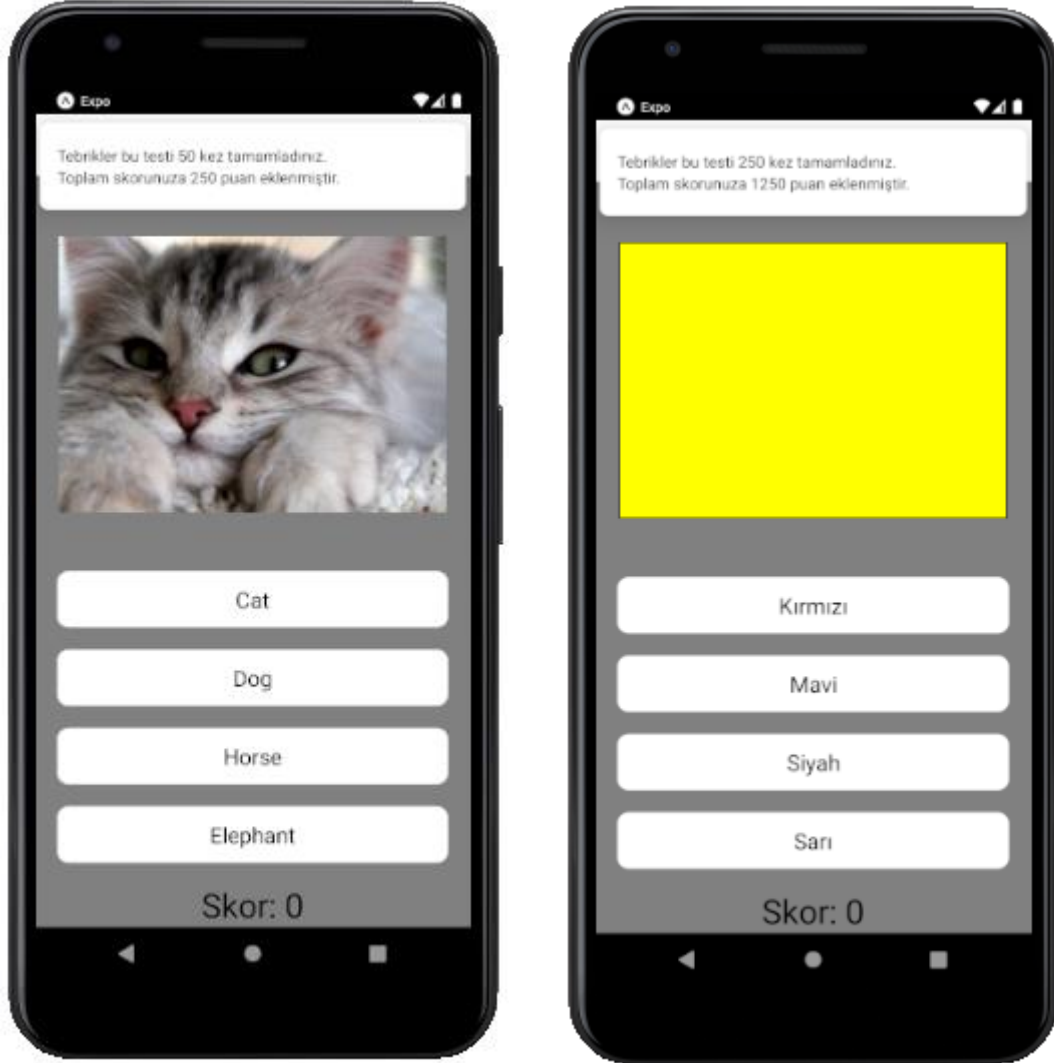 Expo
Tebrikler bu testi 50 kez tamamladınız.
Toplam skorunuza 250 puan eklenmiştir.
Cat
Dog
Horse
Elephant
Skor: 0
Expo
Tebrikler bu testi 250 kez tamamladınız.
Toplam skorunuza 1250 puan eklenmiştir.
Kırmızı
Mavi
Siyah
Sarı
Skor: 0